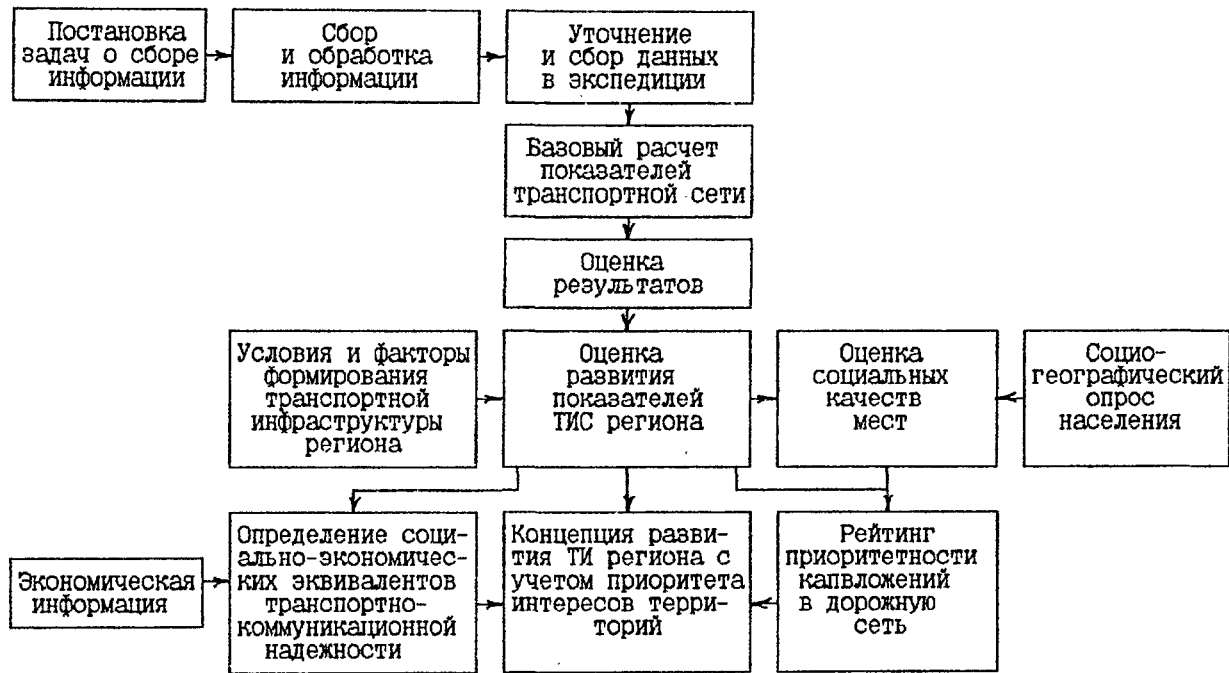 Постановка
задач о сборе
информации
Сбор
и обработка
информации
Уточнение
и сбор данных
в экспедиции
Базовый расчет
показателей
транспортной сети
Оценка
результатов
Условия и факторы
формирования
транспортной
инфраструктуры
региона
Оценка
развития
показателей
ТИС региона
Оценка
социальных
качеств
мест
Социо-
географический
опрос
населения
Экономическая
информация
Определение соци-
ально-экономичес-
ких эквивалентов
транспортно-
коммуникационной
надежности
Концепция разви-
тия ТИ региона с
учетом приоритета
интересов терри-
торий
Рейтинг
приоритетности
капвложений
в дорожную
сеть